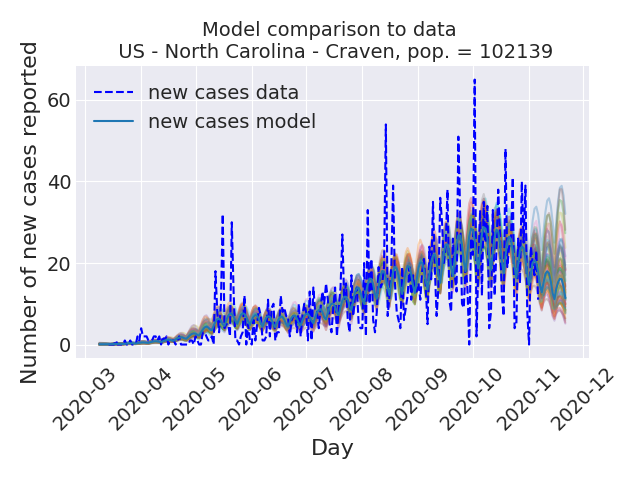 Model comparison to data
US - North Carolina - Craven, pop. = 102139
Number of new cases reported
60
40
20
0
new cases data
new cases model
2020-03
2020-04
2020-05
2020-06
2020-07
2020-08
2020-09
2020-10
2020-11
2020-12
Day